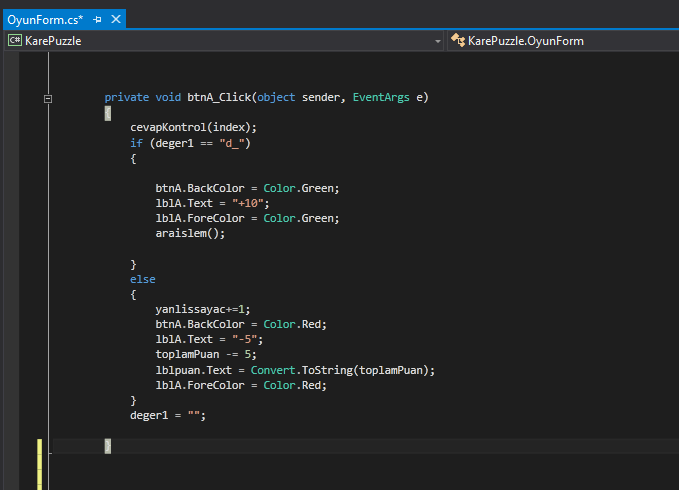 OyunForm.cs*
C# KarePuzzle KarePuzzle.OyunForm
private void btnA_Click(object sender, EventArgs e)
{
cevapKontrol(index);
if (deger1 == "d_")
{
btnA.BackColor = Color.Green;
lblA.Text = "+10";
lblA.ForeColor = Color.Green;
araislem();
}
else
{
yanlissayac+=1;
btnA.BackColor = Color.Red;
lblA.Text = "-5";
toplamPuan -= 5;
lblpuan.Text = Convert.ToString(toplamPuan);
lblA.ForeColor = Color.Red;
}
deger1 = "";
}